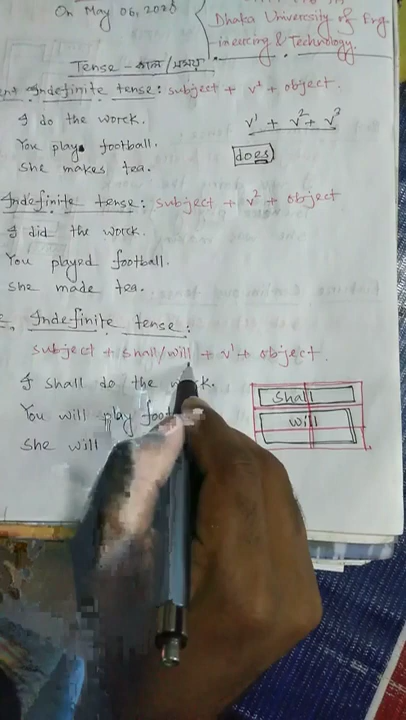 On May 06, 2020
Dhaka University of Eng-
ineering & Technology.
Tense - কাল/সময়.
Indefinite tense: subject + v¹ + object.
I do the work.
v¹ + v² + v³
You play football.
does
She makes tea.
Indefinite tense: subject + v² + object
I did the work.
You played football.
She made tea.
Indefinite tense:
subject + shall/will + v¹ + object.
I shall do the work.
shall
You will play
will
She will